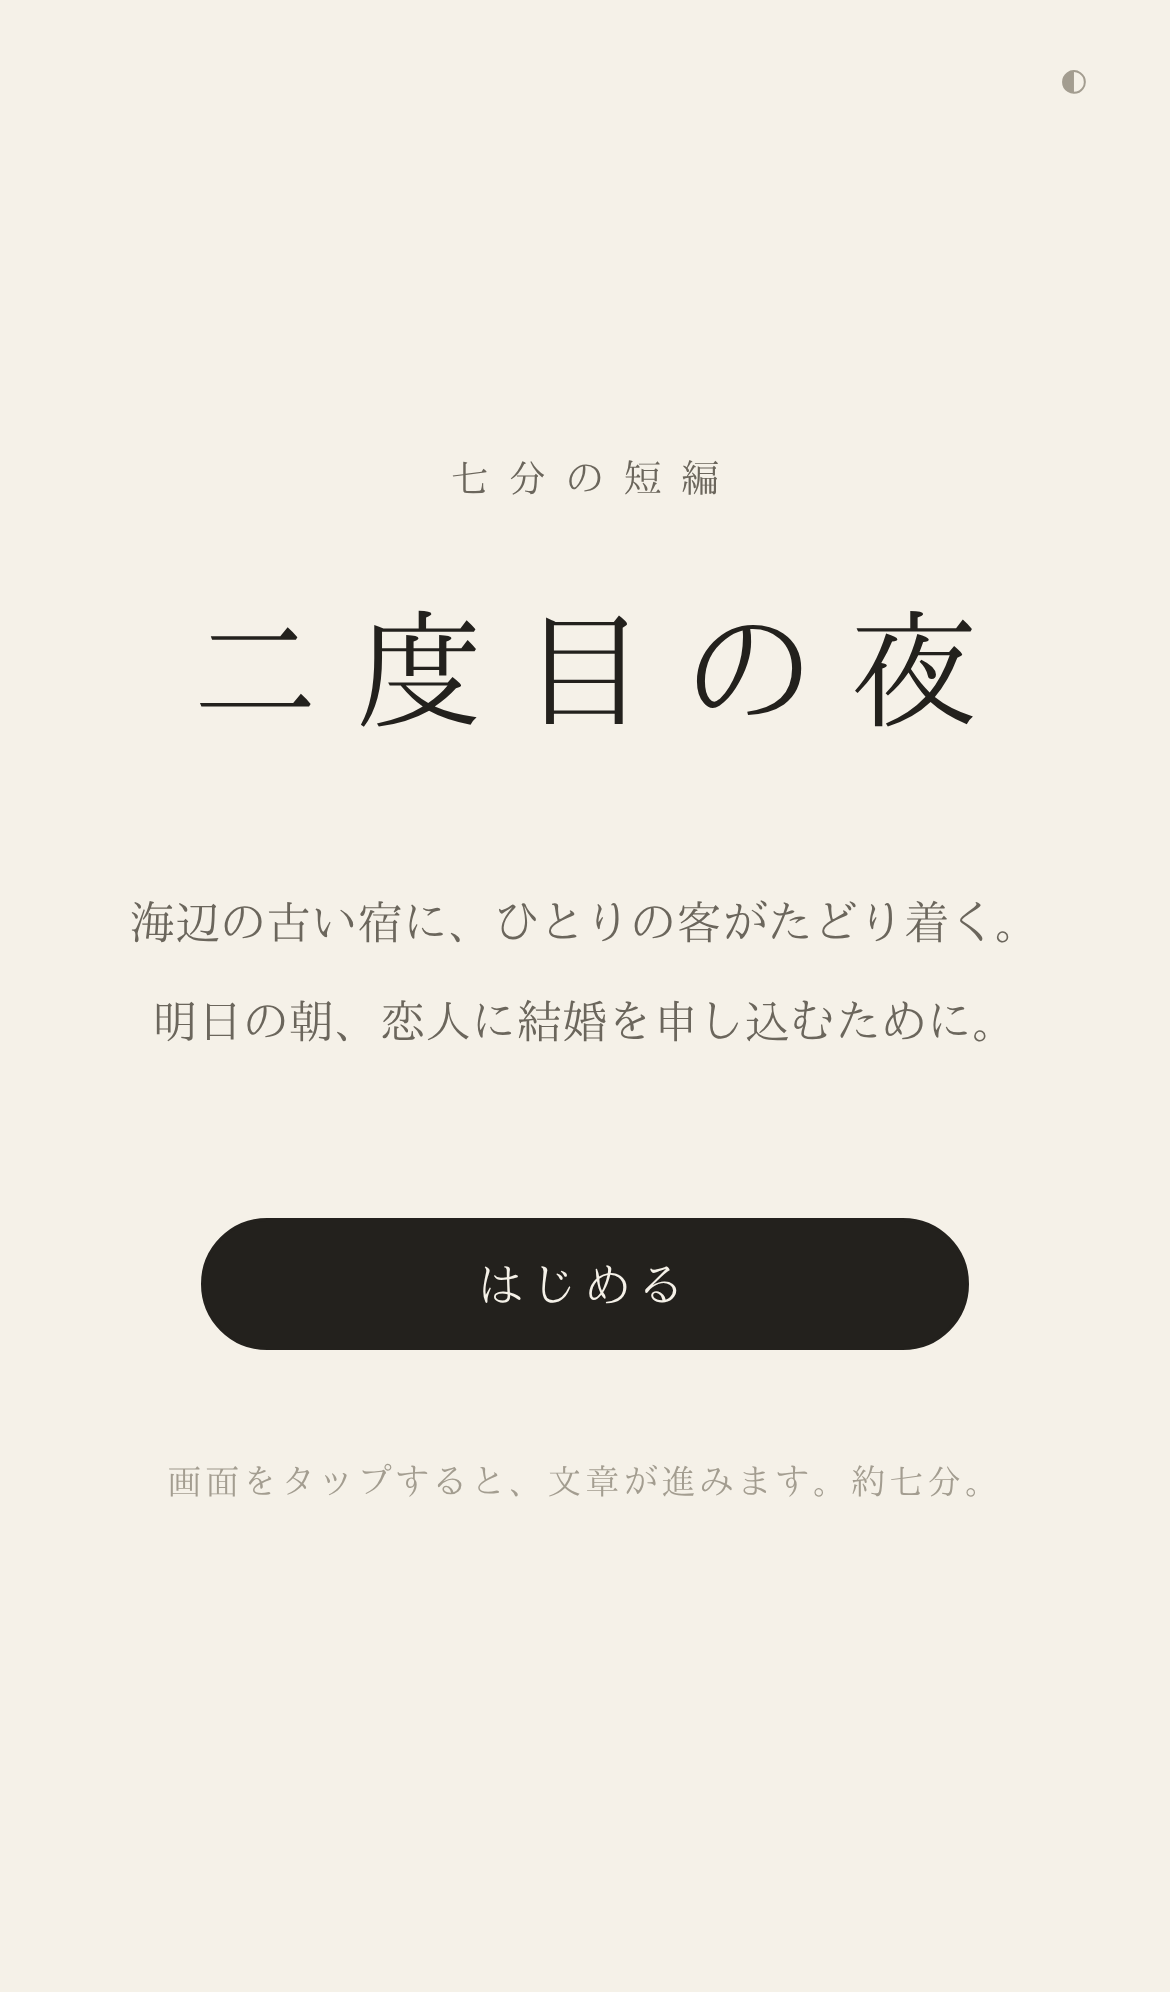 七分の短編
二度目の夜
海辺の古い宿に、ひとりの客がたどり着く。
明日の朝、恋人に結婚を申し込むために。
はじめる
画面をタップすると、文章が進みます。約七分。